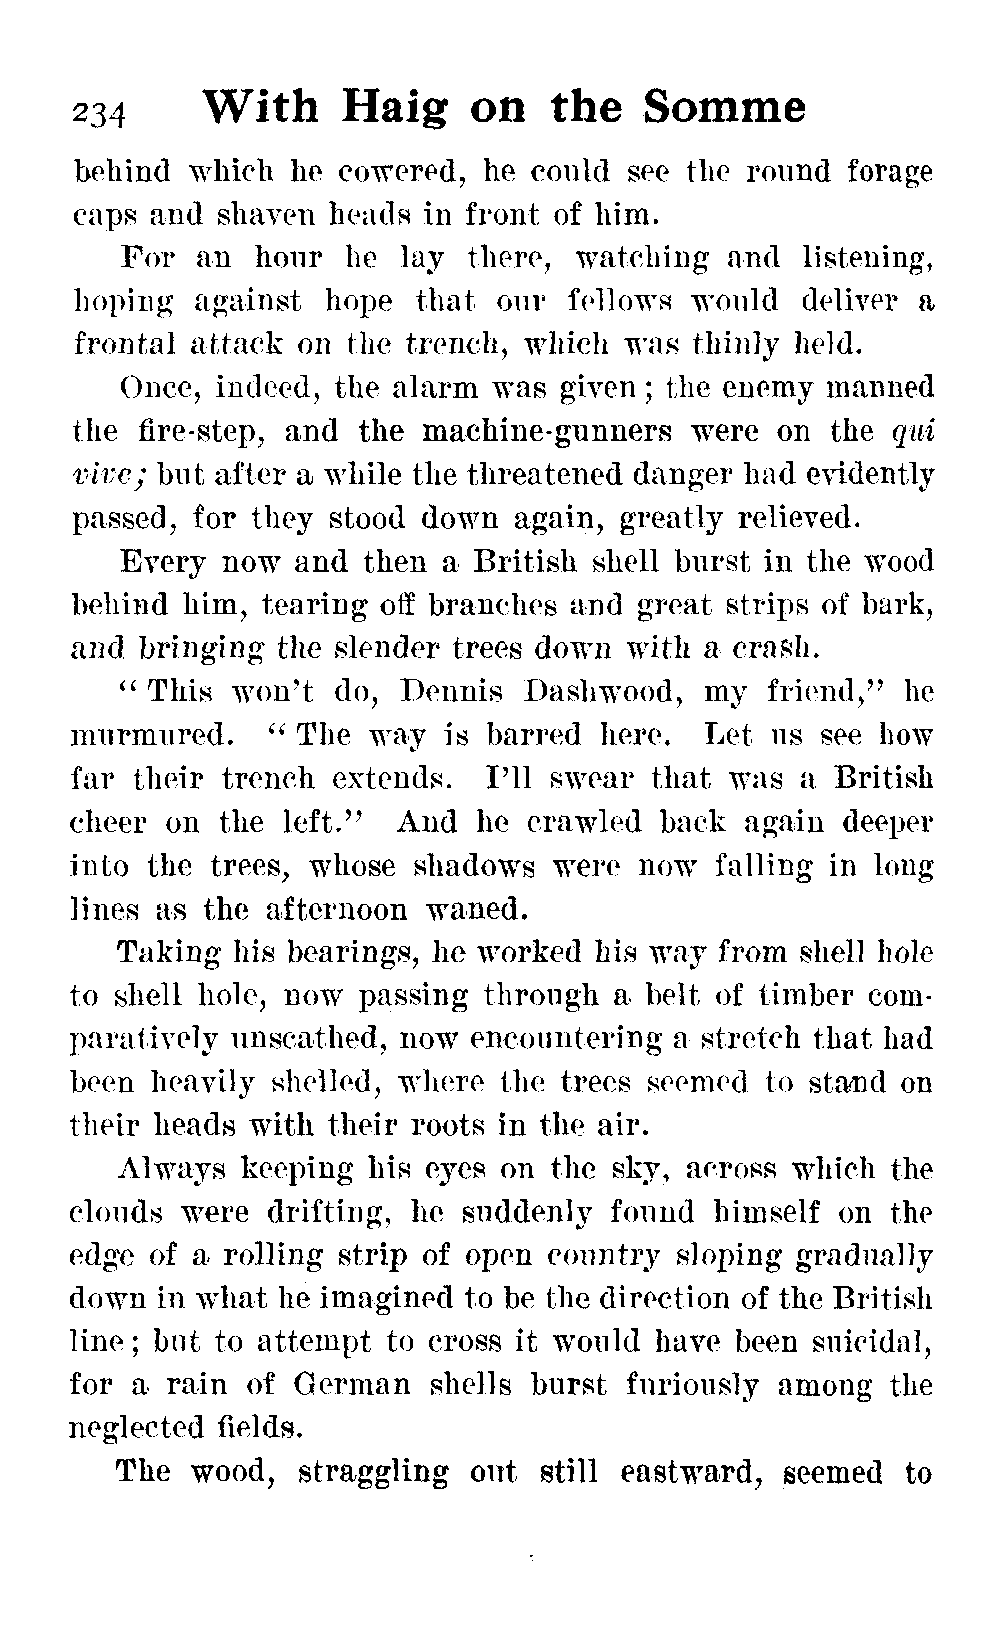 234 With Haig on the Somme
behind which he cowered, he could see the round forage
caps and shaven heads in front of him.
For an hour he lay there, watching and listening,
hoping against hope that our fellows would deliver a
frontal attack on the trench, which was thinly held.
Once, indeed, the alarm was given; the enemy manned
the fire-step, and the machine-gunners were on the qui
vive; but after a while the threatened danger had evidently
passed, for they stood down again, greatly relieved.
Every now and then a British shell burst in the wood
behind him, tearing off branches and great strips of bark,
and bringing the slender trees down with a crash.
"This won't do, Dennis Dashwood, my friend," he
murmured. "The way is barred here. Let us see how
far their trench extends. I'll swear that was a British
cheer on the left." And he crawled back again deeper
into the trees, whose shadows were now falling in long
lines as the afternoon waned.
Taking his bearings, he worked his way from shell hole
to shell hole, now passing through a belt of timber com-
paratively unscathed, now encountering a stretch that had
been heavily shelled, where the trees seemed to stand on
their heads with their roots in the air.
Always keeping his eyes on the sky, across which the
clouds were drifting, he suddenly found himself on the
edge of a rolling strip of open country sloping gradually
down in what he imagined to be the direction of the British
line; but to attempt to cross it would have been suicidal,
for a rain of German shells burst furiously among the
neglected fields.
The wood, straggling out still eastward, seemed to